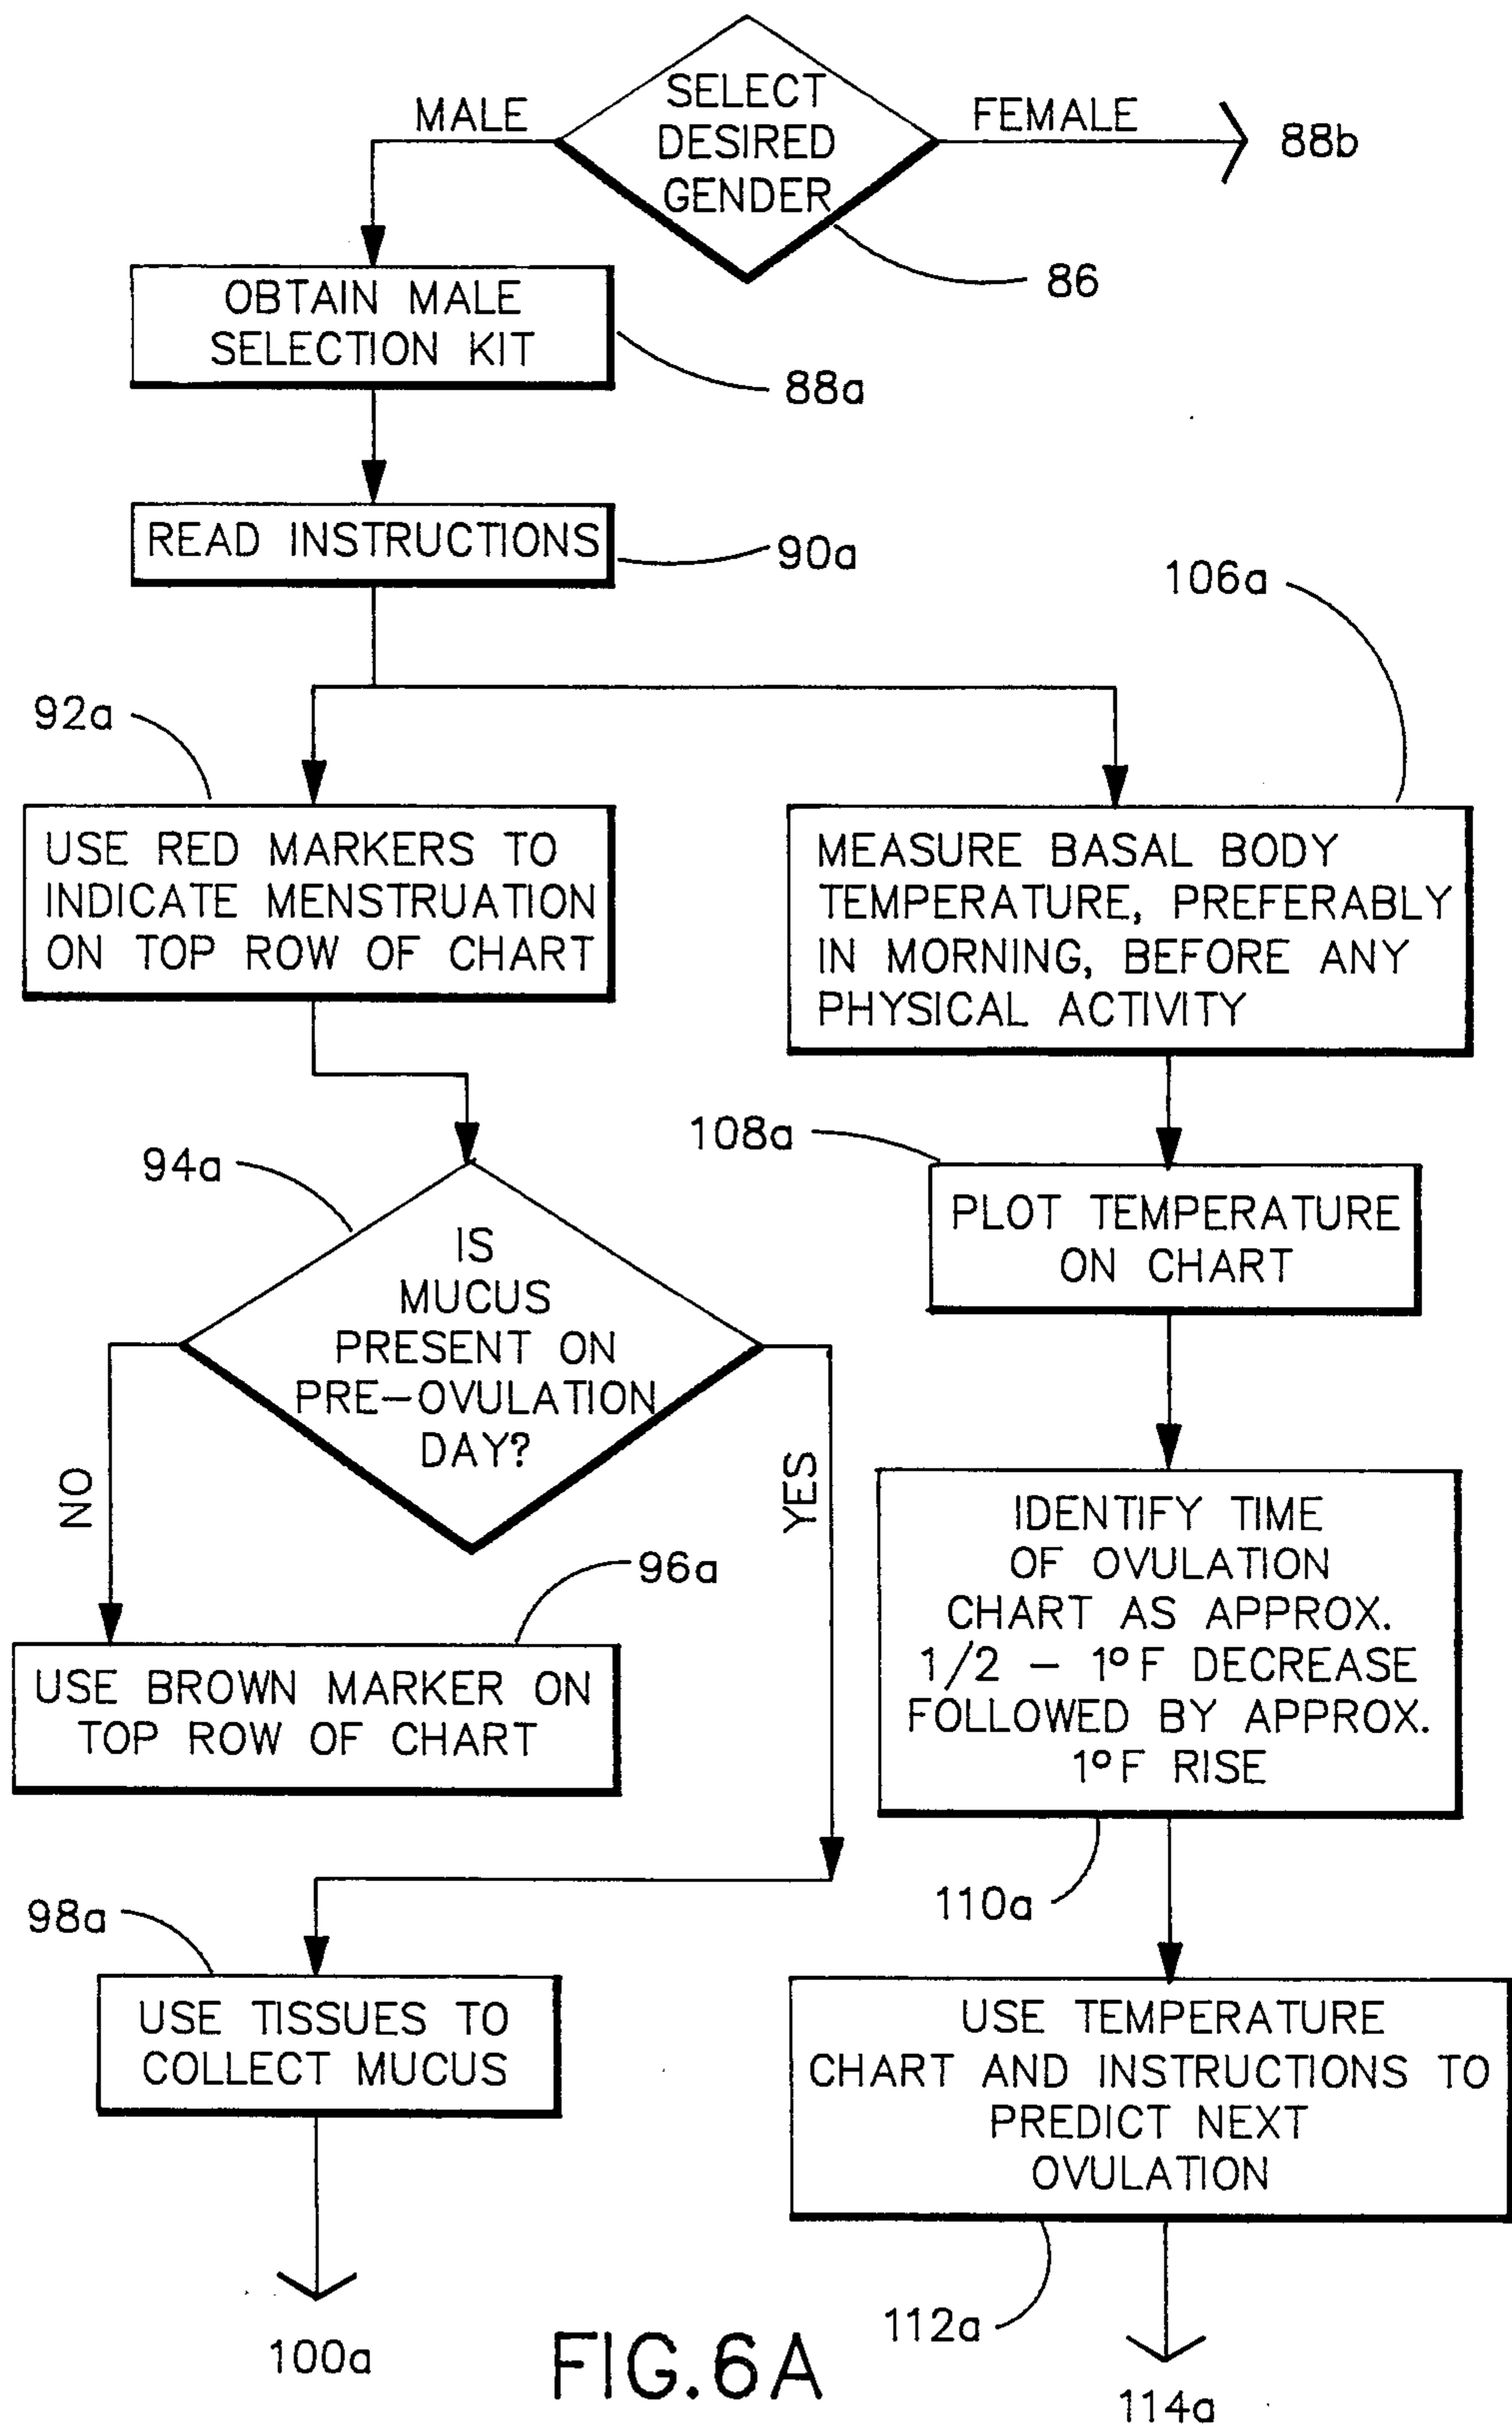 SELECT
DESIRED
GENDER
MALE
FEMALE
88b
86
OBTAIN MALE
SELECTION KIT
88a
READ INSTRUCTIONS
90a
106a
92a
USE RED MARKERS TO
INDICATE MENSTRUATION
ON TOP ROW OF CHART
MEASURE BASAL BODY
TEMPERATURE, PREFERABLY
IN MORNING, BEFORE ANY
PHYSICAL ACTIVITY
94a
IS
MUCUS
PRESENT ON
PRE-OVULATION
DAY?
108a
PLOT TEMPERATURE
ON CHART
NO
YES
96a
USE BROWN MARKER ON
TOP ROW OF CHART
IDENTIFY TIME
OF OVULATION
CHART AS APPROX.
1/2 - 1°F DECREASE
FOLLOWED BY APPROX.
1°F RISE
110a
98a
USE TISSUES TO
COLLECT MUCUS
USE TEMPERATURE
CHART AND INSTRUCTIONS TO
PREDICT NEXT
OVULATION
112a
100a
114a
FIG.6A